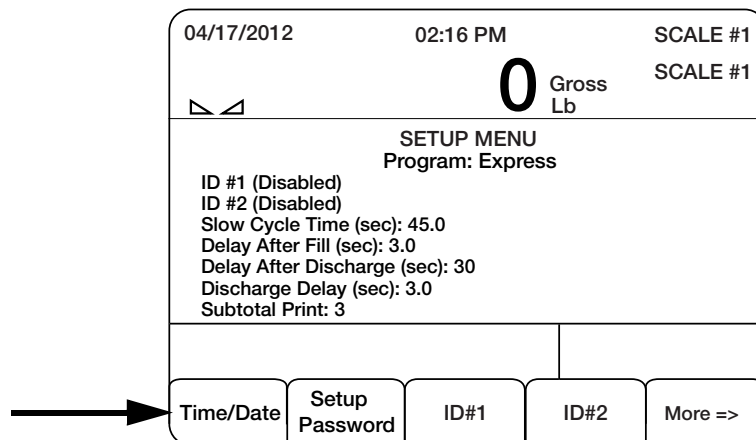 04/17/2012 02:16 PM SCALE #1
0 Gross Lb SCALE #1
SETUP MENU
Program: Express
ID #1 (Disabled)
ID #2 (Disabled)
Slow Cycle Time (sec): 45.0
Delay After Fill (sec): 3.0
Delay After Discharge (sec): 30
Discharge Delay (sec): 3.0
Subtotal Print: 3
Time/Date Setup Password ID#1 ID#2 More =>